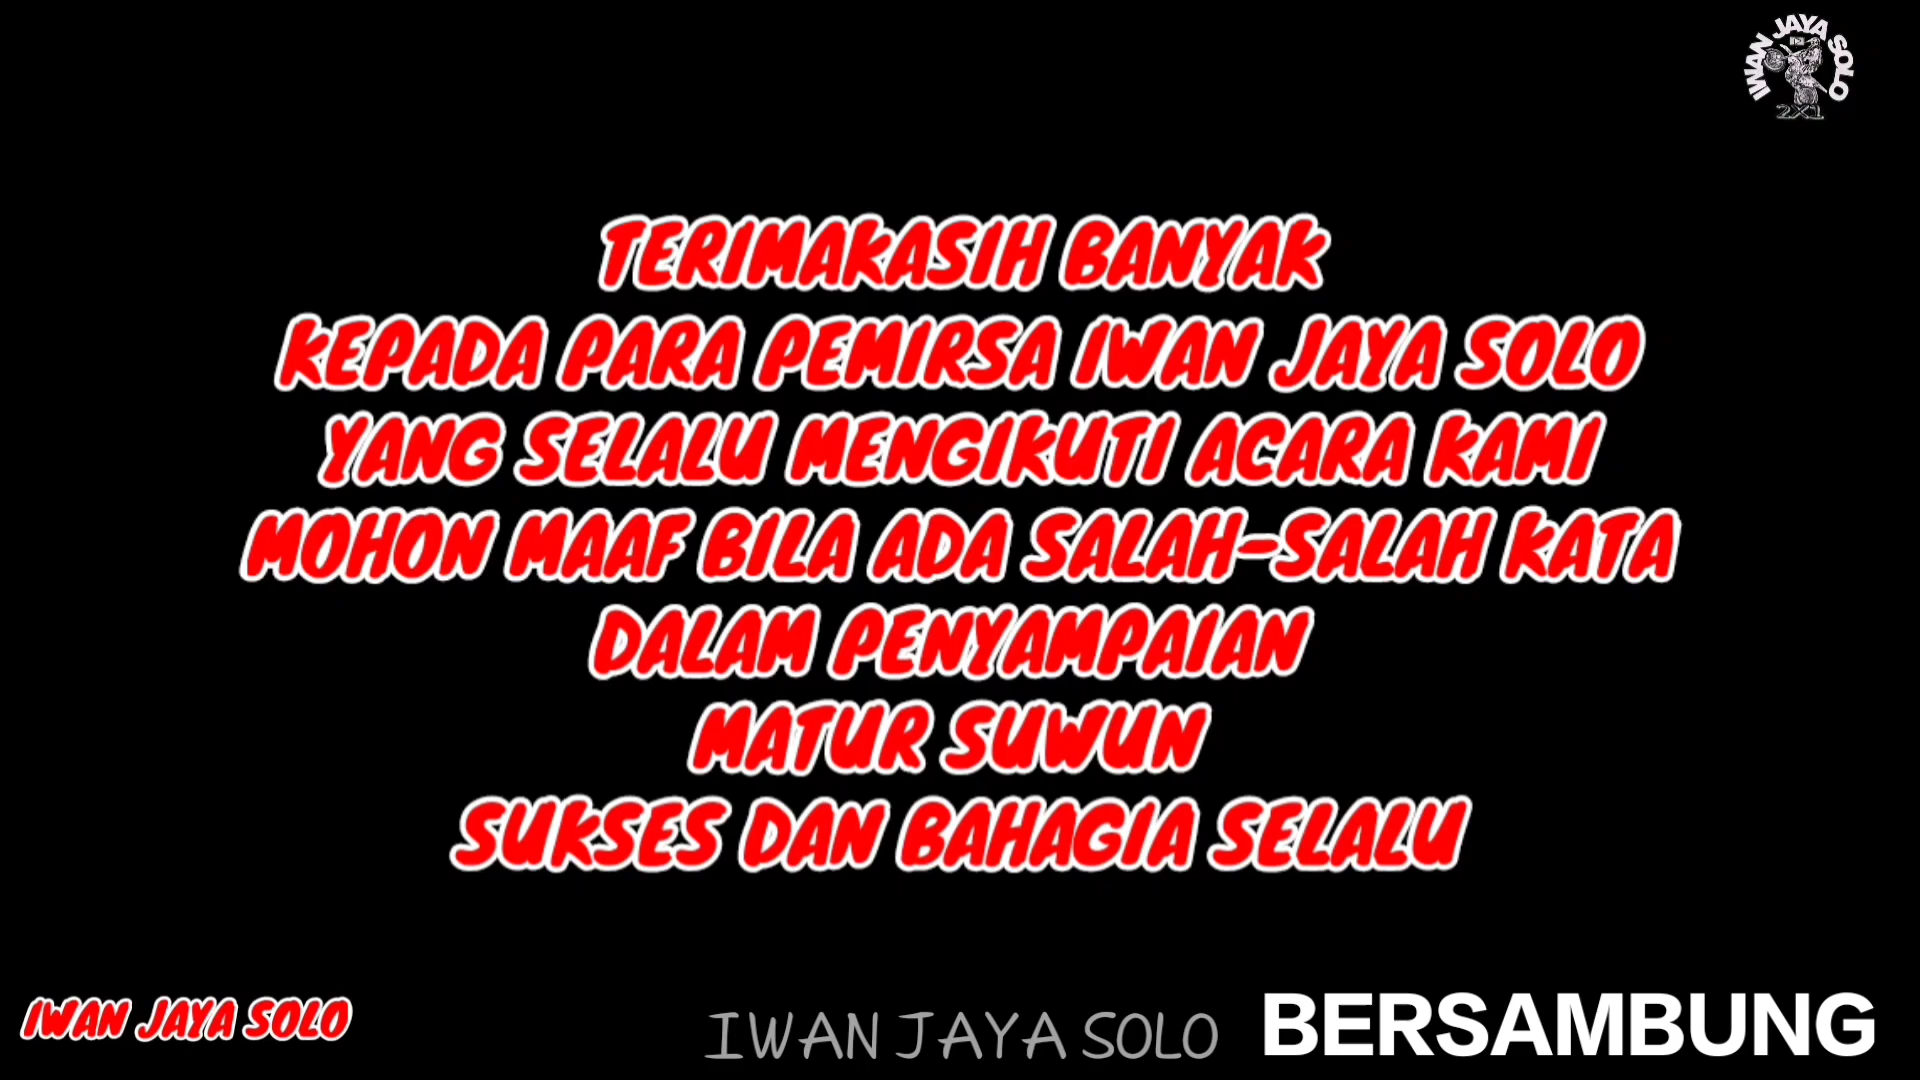 IWAN JAYA SOLO
2X1
TERIMAKASIH BANYAK
KEPADA PARA PEMIRSA IWAN JAYA SOLO
YANG SELALU MENGIKUTI ACARA KAMI
MOHON MAAF BILA ADA SALAH-SALAH KATA
DALAM PENYAMPAIAN
MATUR SUWUN
SUKSES DAN BAHAGIA SELALU
IWAN JAYA SOLO
IWAN JAYA SOLO
BERSAMBUNG